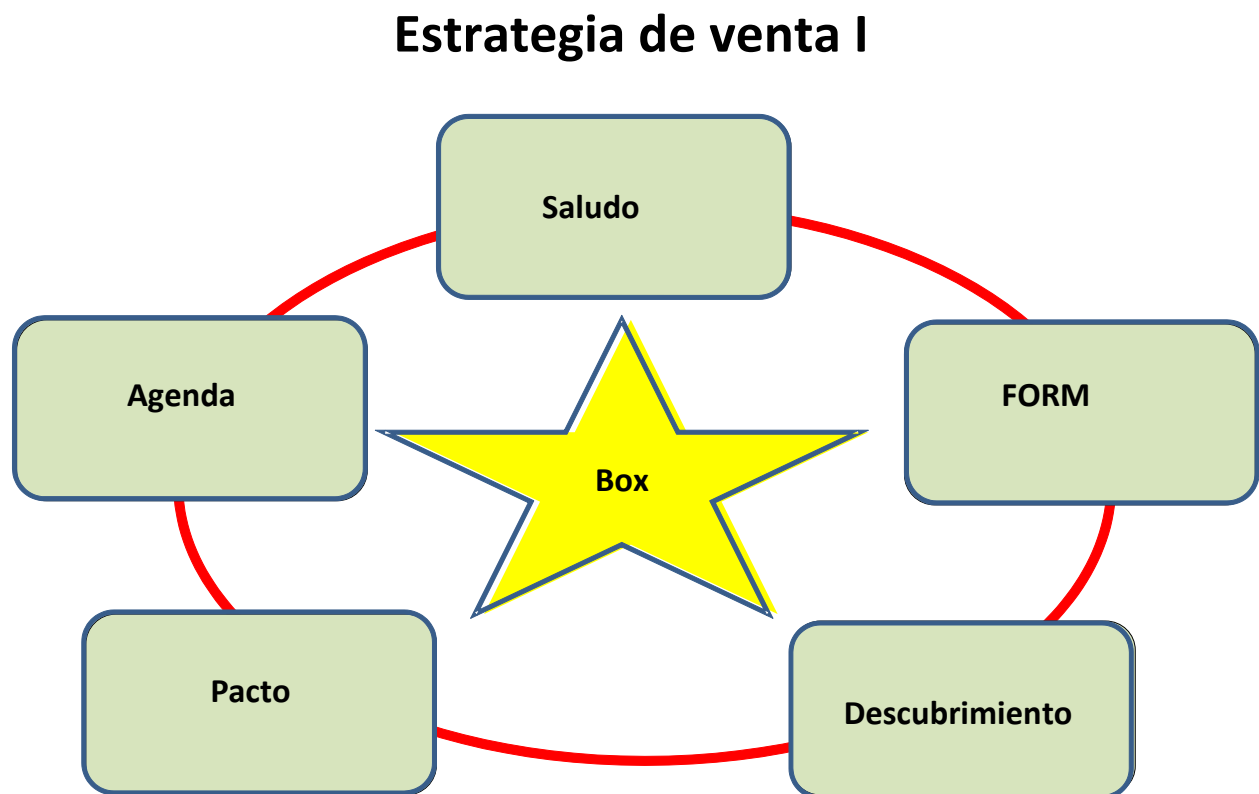 Estrategia de venta I
Saludo
Agenda
FORM
Box
Pacto
Descubrimiento